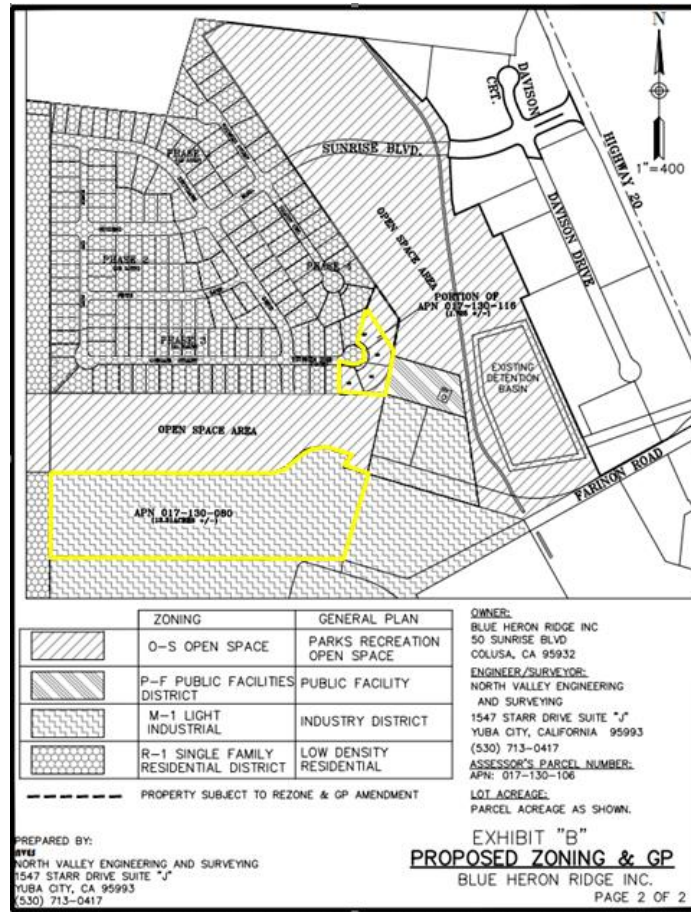 N
1"=400
DAVISON
CRT.
SUNRISE BLVD.
HIGHWAY 20
DAVISON DRIVE
OPEN SPACE AREA
PHASE
PHASE 2
PHASE 3
PORTION OF
APN 017-130-116
EXISTING
DETENTION
BASIN
OPEN SPACE AREA
FARINON ROAD
APN 017-130-080
ZONING
GENERAL PLAN
O-S OPEN SPACE
PARKS RECREATION
OPEN SPACE
P-F PUBLIC FACILITIES
DISTRICT
PUBLIC FACILITY
M-1 LIGHT
INDUSTRIAL
INDUSTRY DISTRICT
R-1 SINGLE FAMILY
RESIDENTIAL DISTRICT
LOW DENSITY
RESIDENTIAL
PROPERTY SUBJECT TO REZONE & GP AMENDMENT
OWNER:
BLUE HERON RIDGE INC
50 SUNRISE BLVD
COLUSA, CA 95932
ENGINEER/SURVEYOR:
NORTH VALLEY ENGINEERING
AND SURVEYING
1547 STARR DRIVE SUITE "J"
YUBA CITY, CALIFORNIA 95993
(530) 713-0417
ASSESSOR'S PARCEL NUMBER:
APN: 017-130-106
LOT ACREAGE:
PARCEL ACREAGE AS SHOWN.
PREPARED BY:
NVES
NORTH VALLEY ENGINEERING AND SURVEYING
1547 STARR DRIVE SUITE "J"
YUBA CITY, CA 95993
(530) 713-0417
EXHIBIT "B"
PROPOSED ZONING & GP
BLUE HERON RIDGE INC.
PAGE 2 OF 2